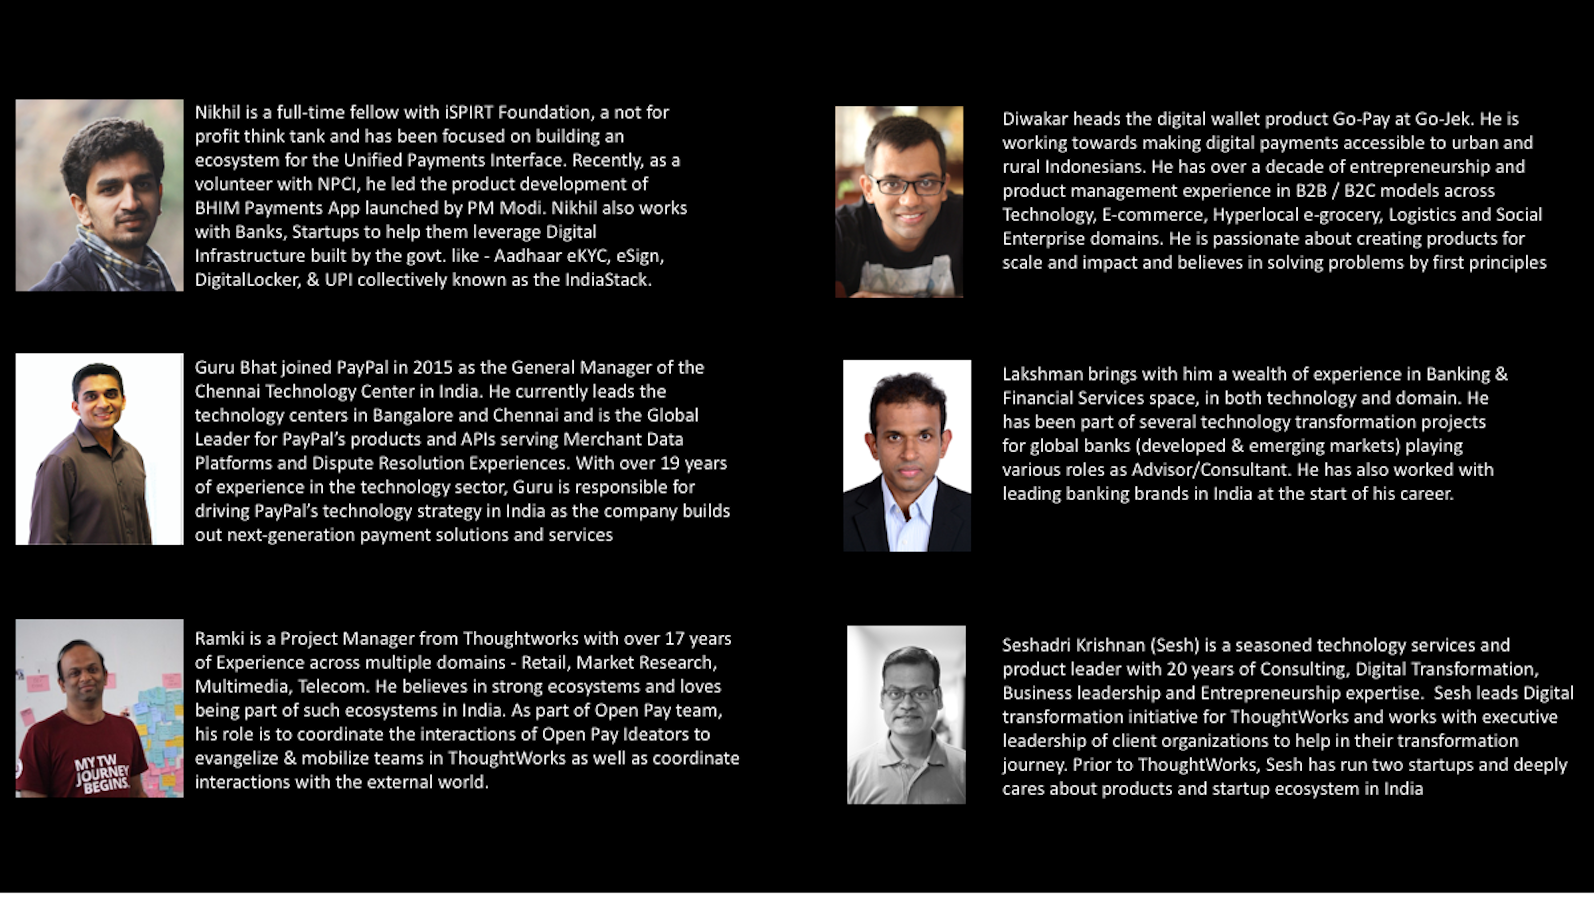 Nikhil is a full-time fellow with iSPIRT Foundation, a not for
profit think tank and has been focused on building an
ecosystem for the Unified Payments Interface. Recently, as a
volunteer with NPCI, he led the product development of
BHIM Payments App launched by PM Modi. Nikhil also works
with Banks, Startups to help them leverage Digital
Infrastructure built by the govt. like - Aadhaar eKYC, eSign,
DigitalLocker, & UPI collectively known as the IndiaStack.
Diwakar heads the digital wallet product Go-Pay at Go-Jek. He is
working towards making digital payments accessible to urban and
rural Indonesians. He has over a decade of entrepreneurship and
product management experience in B2B / B2C models across
Technology, E-commerce, Hyperlocal e-grocery, Logistics and Social
Enterprise domains. He is passionate about creating products for
scale and impact and believes in solving problems by first principles
Guru Bhat joined PayPal in 2015 as the General Manager of the
Chennai Technology Center in India. He currently leads the
technology centers in Bangalore and Chennai and is the Global
Leader for PayPal’s products and APIs serving Merchant Data
Platforms and Dispute Resolution Experiences. With over 19 years
of experience in the technology sector, Guru is responsible for
driving PayPal’s technology strategy in India as the company builds
out next-generation payment solutions and services
Lakshman brings with him a wealth of experience in Banking &
Financial Services space, in both technology and domain. He
has been part of several technology transformation projects
for global banks (developed & emerging markets) playing
various roles as Advisor/Consultant. He has also worked with
leading banking brands in India at the start of his career.
MY TW
JOURNEY
BEGINS.
Ramki is a Project Manager from Thoughtworks with over 17 years
of Experience across multiple domains - Retail, Market Research,
Multimedia, Telecom. He believes in strong ecosystems and loves
being part of such ecosystems in India. As part of Open Pay team,
his role is to coordinate the interactions of Open Pay Ideators to
evangelize & mobilize teams in ThoughtWorks as well as coordinate
interactions with the external world.
Seshadri Krishnan (Sesh) is a seasoned technology services and
product leader with 20 years of Consulting, Digital Transformation,
Business leadership and Entrepreneurship expertise.  Sesh leads Digital
transformation initiative for ThoughtWorks and works with executive
leadership of client organizations to help in their transformation
journey. Prior to ThoughtWorks, Sesh has run two startups and deeply
cares about products and startup ecosystem in India